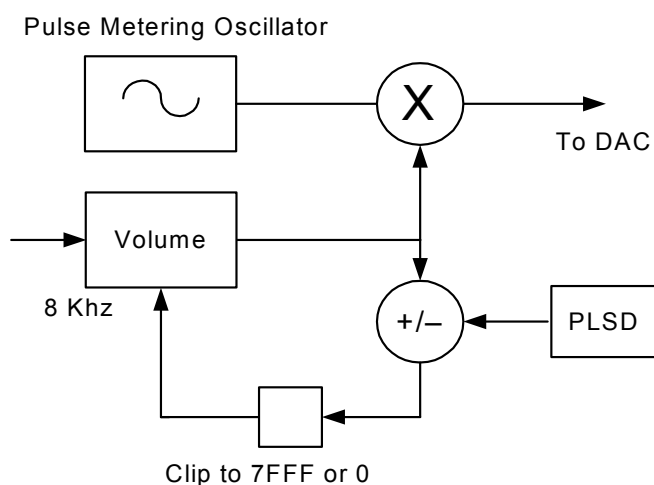 Pulse Metering Oscillator
X
To DAC
Volume
8 Khz
+/–
PLSD
Clip to 7FFF or 0